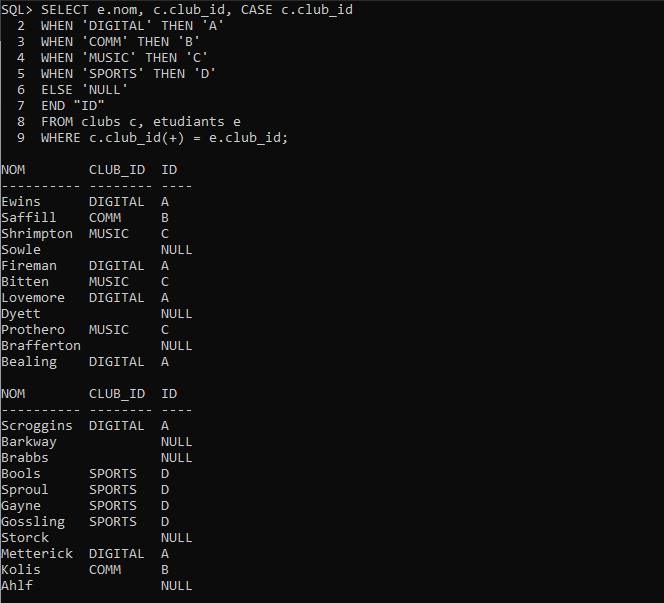 SQL> SELECT e.nom, c.club_id, CASE c.club_id
  2  WHEN 'DIGITAL' THEN 'A'
  3  WHEN 'COMM' THEN 'B'
  4  WHEN 'MUSIC' THEN 'C'
  5  WHEN 'SPORTS' THEN 'D'
  6  ELSE 'NULL'
  7  END "ID"
  8  FROM clubs c, etudiants e
  9  WHERE c.club_id(+) = e.club_id;

NOM        CLUB_ID  ID
---------- -------- ----
Ewins      DIGITAL  A
Saffill    COMM     B
Shrimpton  MUSIC    C
Sowle               NULL
Fireman    DIGITAL  A
Bitten     MUSIC    C
Lovemore   DIGITAL  A
Dyett               NULL
Prothero   MUSIC    C
Brafferton          NULL
Bealing    DIGITAL  A

NOM        CLUB_ID  ID
---------- -------- ----
Scroggins  DIGITAL  A
Barkway             NULL
Brabbs              NULL
Bools      SPORTS   D
Sproul     SPORTS   D
Gayne      SPORTS   D
Gossling   SPORTS   D
Storck              NULL
Metterick  DIGITAL  A
Kolis      COMM     B
Ahlf                NULL